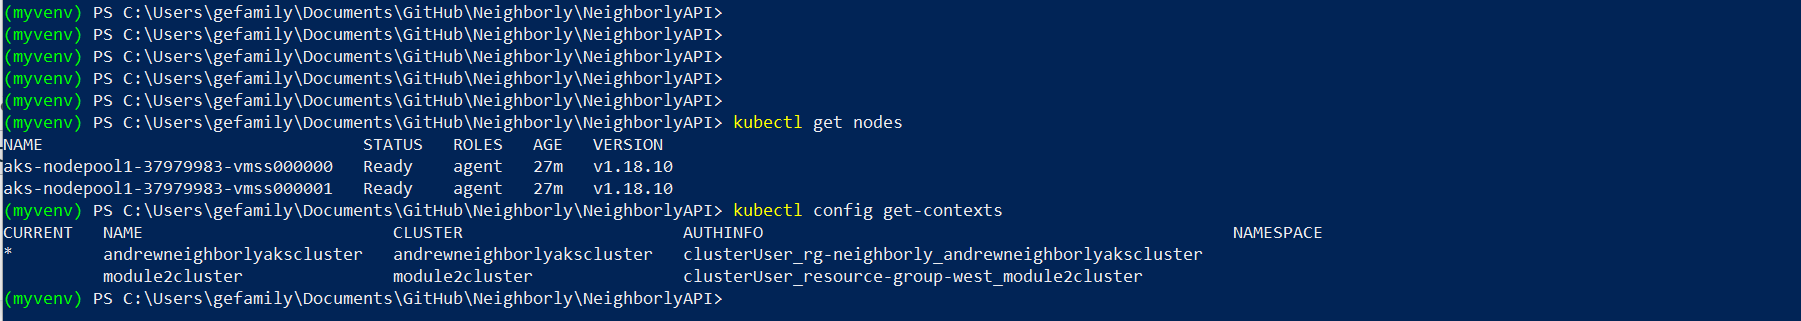 (myvenv) PS C:\Users\gefamily\Documents\GitHub\Neighborly\NeighborlyAPI>
(myvenv) PS C:\Users\gefamily\Documents\GitHub\Neighborly\NeighborlyAPI>
(myvenv) PS C:\Users\gefamily\Documents\GitHub\Neighborly\NeighborlyAPI>
(myvenv) PS C:\Users\gefamily\Documents\GitHub\Neighborly\NeighborlyAPI>
(myvenv) PS C:\Users\gefamily\Documents\GitHub\Neighborly\NeighborlyAPI>
(myvenv) PS C:\Users\gefamily\Documents\GitHub\Neighborly\NeighborlyAPI> kubectl get nodes
NAME                                STATUS   ROLES   AGE   VERSION
aks-nodepool1-37979983-vmss000000   Ready    agent   27m   v1.18.10
aks-nodepool1-37979983-vmss000001   Ready    agent   27m   v1.18.10
(myvenv) PS C:\Users\gefamily\Documents\GitHub\Neighborly\NeighborlyAPI> kubectl config get-contexts
CURRENT   NAME                         CLUSTER                      AUTHINFO                                               NAMESPACE
*         andrewneighborlyakscluster   andrewneighborlyakscluster   clusterUser_rg-neighborly_andrewneighborlyakscluster
          module2cluster               module2cluster               clusterUser_resource-group-west_module2cluster
(myvenv) PS C:\Users\gefamily\Documents\GitHub\Neighborly\NeighborlyAPI>